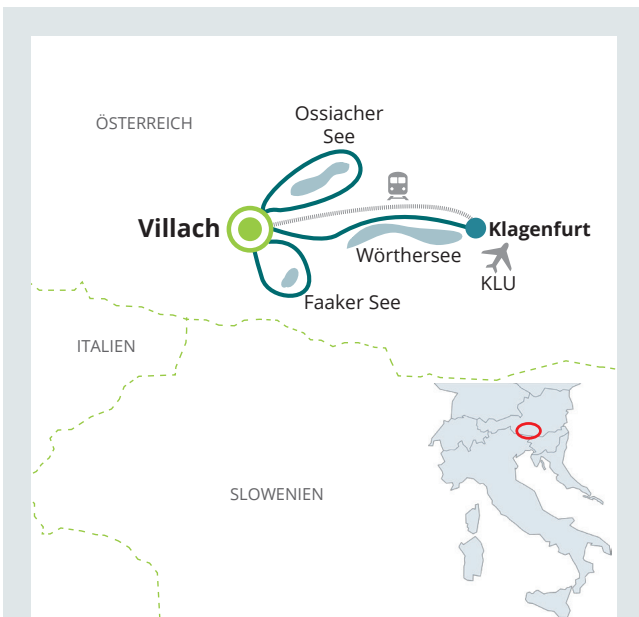 ÖSTERREICH
Ossiacher
See
Villach
Klagenfurt
Wörthersee
KLU
Faaker See
ITALIEN
SLOWENIEN